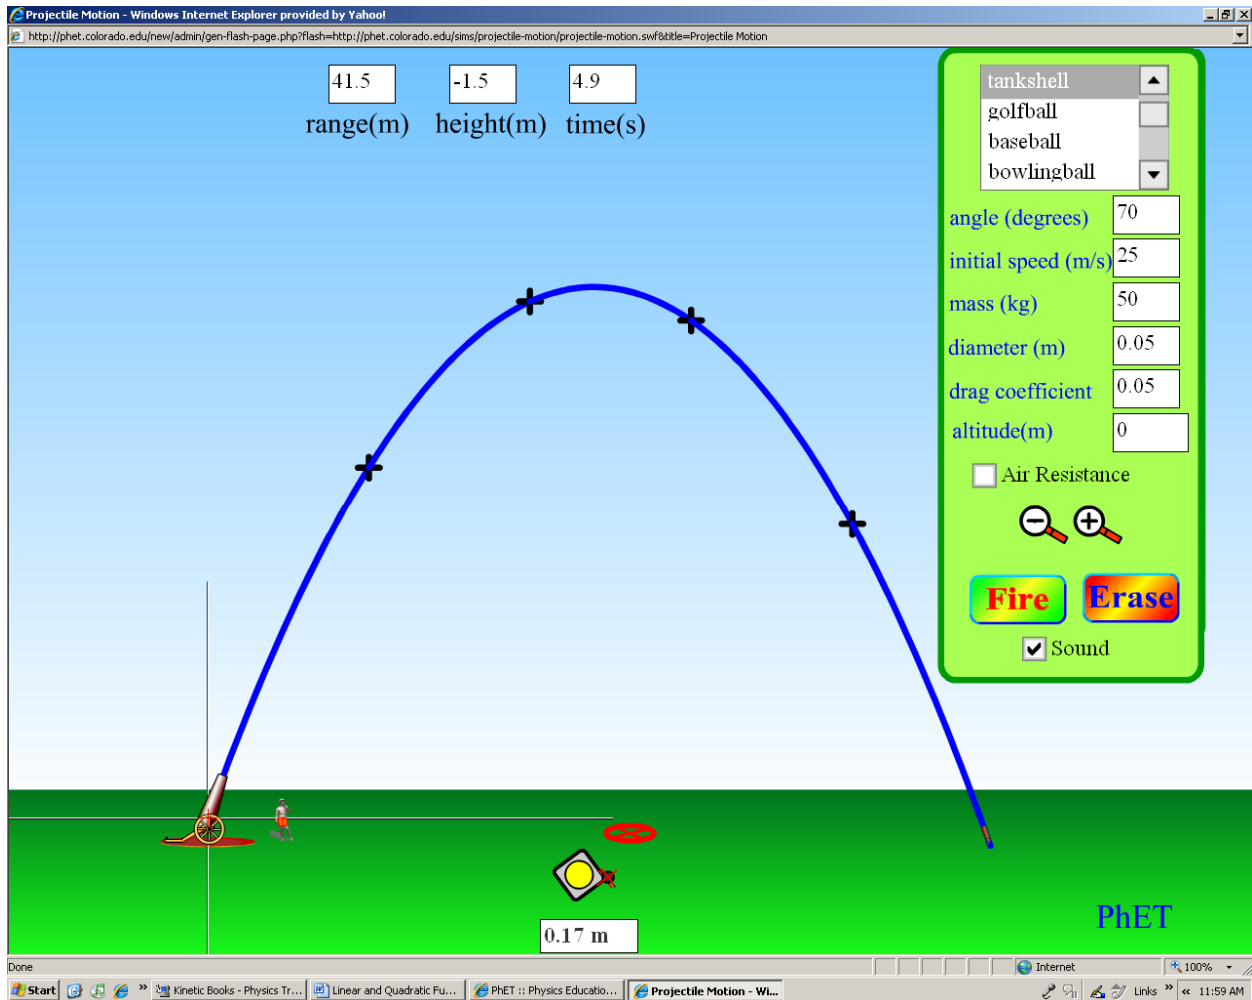 Projectile Motion - Windows Internet Explorer provided by Yahoo!
http://phet.colorado.edu/new/admin/gen-flash-page.php?flash=http://phet.colorado.edu/sims/projectile-motion/projectile-motion.swf&title=Projectile Motion
41.5 -1.5 4.9
range(m) height(m) time(s)
tankshell
golfball
baseball
bowlingball
angle (degrees) 70
initial speed (m/s) 25
mass (kg) 50
diameter (m) 0.05
drag coefficient 0.05
altitude(m) 0
Air Resistance
Fire Erase
Sound
PhET
0.17 m
Done Internet 100%
Start Kinetic Books - Physics Tr... Linear and Quadratic Fu... PhET :: Physics Educatio... Projectile Motion - Wi... Links 11:59 AM